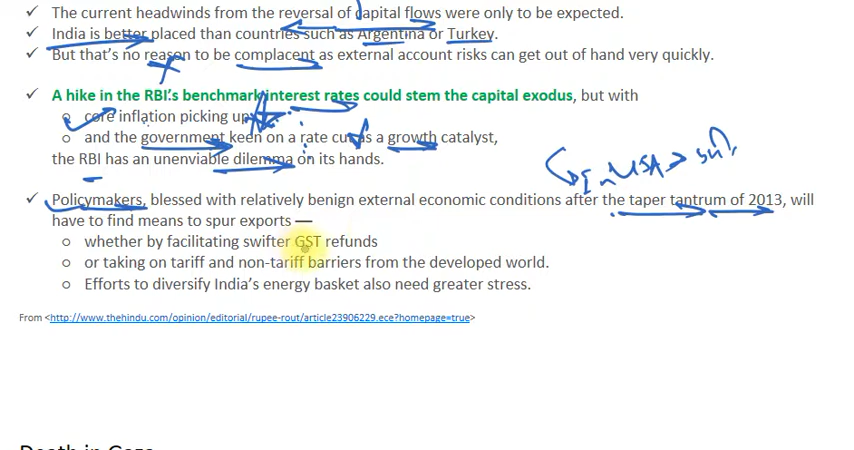 ✓ The current headwinds from the reversal of capital flows were only to be expected.
✓ India is better placed than countries such as Argentina or Turkey.
✓ But that's no reason to be complacent as external account risks can get out of hand very quickly.
✓ A hike in the RBI's benchmark interest rates could stem the capital exodus, but with
o core inflation picking up
o and the government keen on a rate cut as a growth catalyst,
the RBI has an unenviable dilemma on its hands.
✓ Policymakers, blessed with relatively benign external economic conditions after the taper tantrum of 2013, will
have to find means to spur exports —
o whether by facilitating swifter GST refunds
o or taking on tariff and non-tariff barriers from the developed world.
o Efforts to diversify India's energy basket also need greater stress.
From <http://www.thehindu.com/opinion/editorial/rupee-rout/article23906229.ece?homepage=true>
Death in Gaza